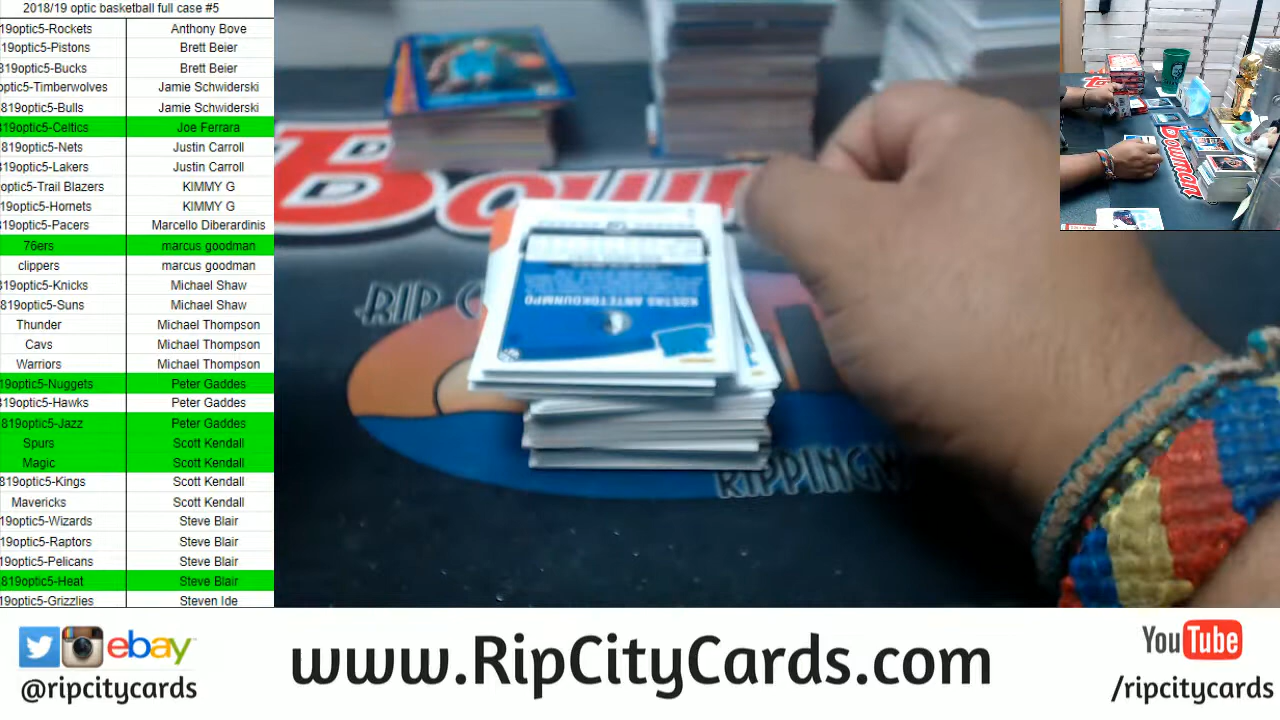 2018/19 optic basketball full case #5
19optic5-Rockets Anthony Bove
19optic5-Pistons Brett Beier
819optic5-Bucks Brett Beier
optic5-Timberwolves Jamie Schwiderski
819optic5-Bulls Jamie Schwiderski
819optic5-Celtics Joe Ferrara
819optic5-Nets Justin Carroll
819optic5-Lakers Justin Carroll
optic5-Trail Blazers KIMMY G
19optic5-Hornets KIMMY G
819optic5-Pacers Marcello Diberardinis
76ers marcus goodman
clippers marcus goodman
819optic5-Knicks Michael Shaw
819optic5-Suns Michael Shaw
Thunder Michael Thompson
Cavs Michael Thompson
Warriors Michael Thompson
19optic5-Nuggets Peter Gaddes
819optic5-Hawks Peter Gaddes
819optic5-Jazz Peter Gaddes
Spurs Scott Kendall
Magic Scott Kendall
819optic5-Kings Scott Kendall
Mavericks Scott Kendall
19optic5-Wizards Steve Blair
19optic5-Raptors Steve Blair
19optic5-Pelicans Steve Blair
819optic5-Heat Steve Blair
19optic5-Grizzlies Steven Ide
Bowm
RIP C
KOSTAS ANTETOKOUNMPO
RIPPINGW
Bowman
ebay
@ripcitycards
www.RipCityCards.com
YouTube
/ripcitycards